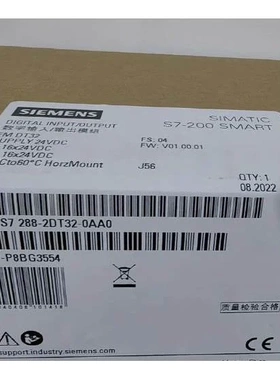 SIEMENS
SIMATIC
S7-200 SMART
DIGITAL INPUT/OUTPUT
数字输入/输出模块
EM DT32
SUPPLY 24VDC
16x24VDC
16x24VDC
Cto60°C HorzMount
FS: 04
FW: V01.00.01
J56
QTY:1
08.2022
S7 288-2DT32-0AA0
-P8BG3554
质量检验合格
support.industry.siemens.com